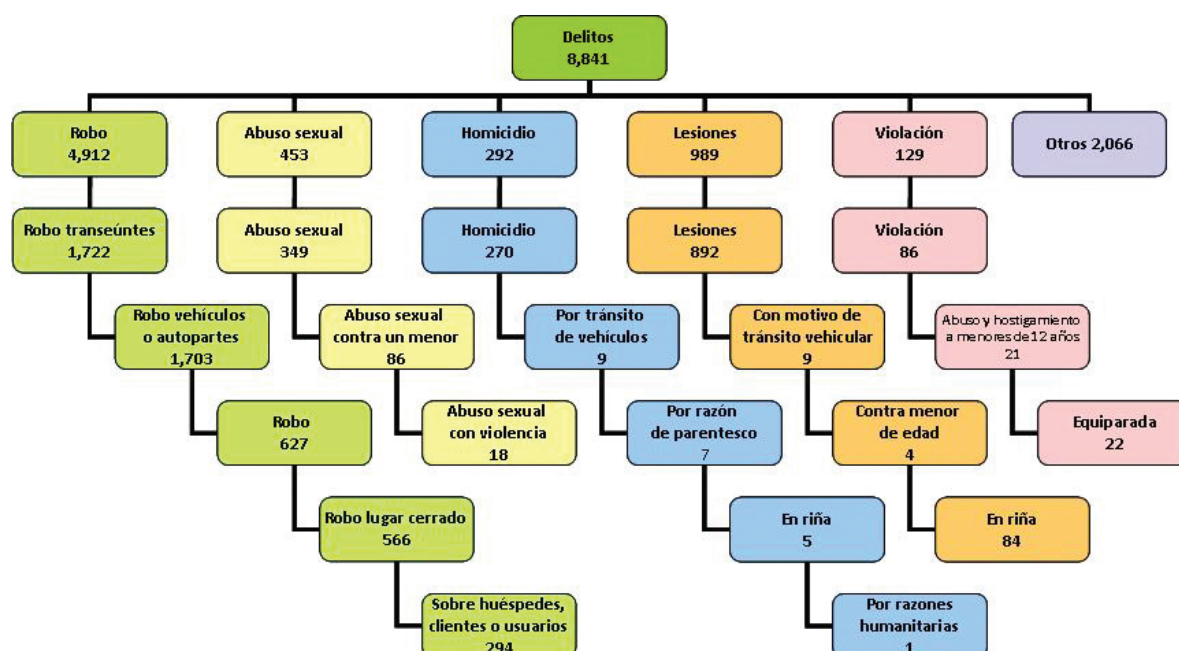 Delitos
8,841
Robo
4,912
Abuso sexual
453
Homicidio
292
Lesiones
989
Violación
129
Otros 2,066
Robo transeúntes
1,722
Abuso sexual
349
Homicidio
270
Lesiones
892
Violación
86
Robo vehículos
o autopartes
1,703
Abuso sexual
contra un menor
86
Por tránsito
de vehículos
9
Con motivo de
tránsito vehicular
9
Abuso y hostigamiento
a menores de 12 años
21
Robo
627
Abuso sexual
con violencia
18
Por razón
de parentesco
7
Contra menor
de edad
4
Equiparada
22
Robo lugar cerrado
566
En riña
5
En riña
84
Sobre huéspedes,
clientes o usuarios
294
Por razones
humanitarias
1